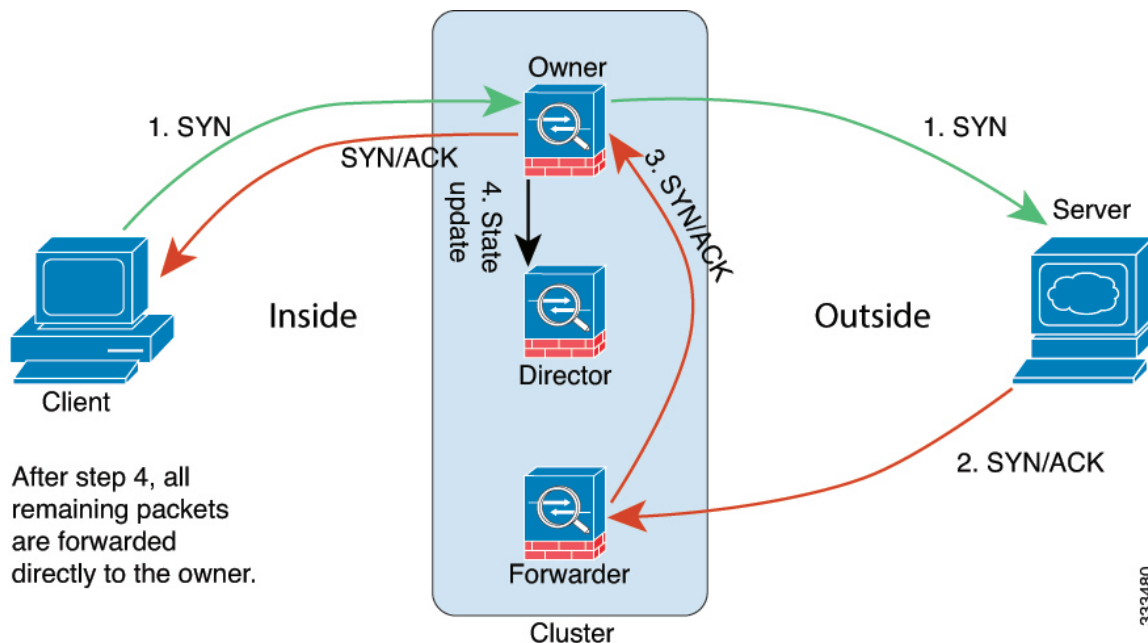 Owner
1. SYN
1. SYN
SYN/ACK
3. SYN/ACK
4. State
update
Server
Inside
Outside
Director
Client
2. SYN/ACK
After step 4, all
remaining packets
are forwarded
directly to the owner.
Forwarder
Cluster
333480